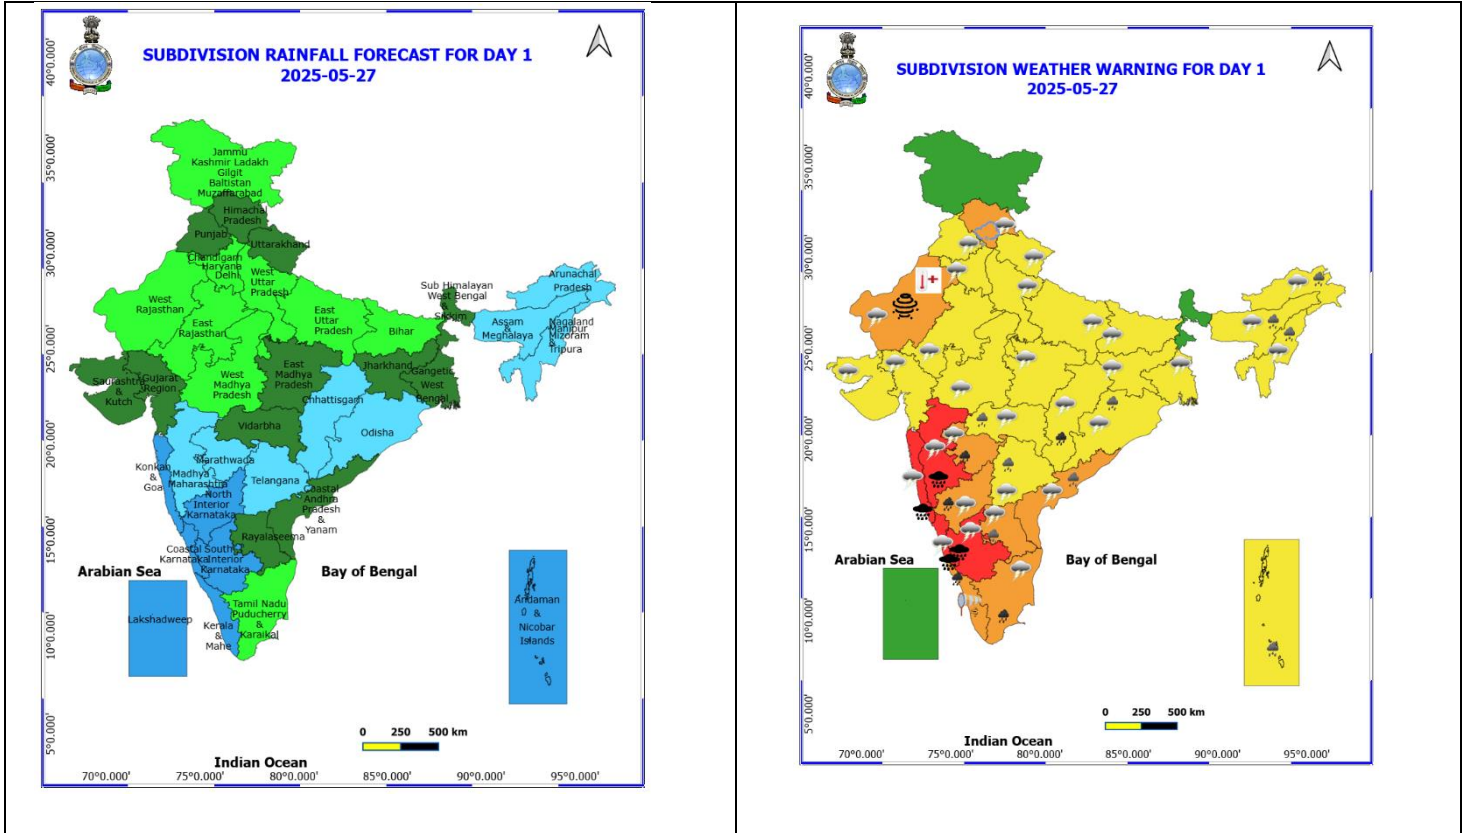 SUBDIVISION RAINFALL FORECAST FOR DAY 1
2025-05-27
40°0.000'
35°0.000'
30°0.000'
25°0.000'
20°0.000'
15°0.000'
10°0.000'
5°0.000'
Jammu
Kashmir Ladakh
Gilgit
Baltistan
Muzaffarabad
Himachal
Pradesh
Punjab
Uttarakhand
Chandigarh
Haryana
Delhi
West
Uttar
Pradesh
West
Rajasthan
East
Rajasthan
East
Uttar
Pradesh
Bihar
Sub Himalayan
West Bengal
&
Sikkim
Arunachal
Pradesh
Assam
&
Meghalaya
Nagaland
Manipur
Mizoram
&
Tripura
Saurashtra
&
Kutch
Gujarat
Region
West
Madhya
Pradesh
East
Madhya
Pradesh
Jharkhand
Gangetic
West
Bengal
Chhattisgarh
Vidarbha
Odisha
Konkan
&
Goa
Marathwada
Madhya
Maharashtra
Telangana
North
Interior
Karnataka
Coastal
Andhra
Pradesh
&
Yanam
Rayalaseema
Coastal
Karnataka
South
Interior
Karnataka
Arabian Sea
Bay of Bengal
Lakshadweep
Tamil Nadu
Puducherry
&
Karaikal
Kerala
&
Mahe
Andaman
&
Nicobar
Islands
0 250 500 km
Indian Ocean
70°0.000' 75°0.000' 80°0.000' 85°0.000' 90°0.000' 95°0.000'
SUBDIVISION WEATHER WARNING FOR DAY 1
2025-05-27
40°0.000'
35°0.000'
30°0.000'
25°0.000'
20°0.000'
15°0.000'
10°0.000'
5°0.000'
Arabian Sea
Bay of Bengal
0 250 500 km
Indian Ocean
70°0.000' 75°0.000' 80°0.000' 85°0.000' 90°0.000' 95°0.000'